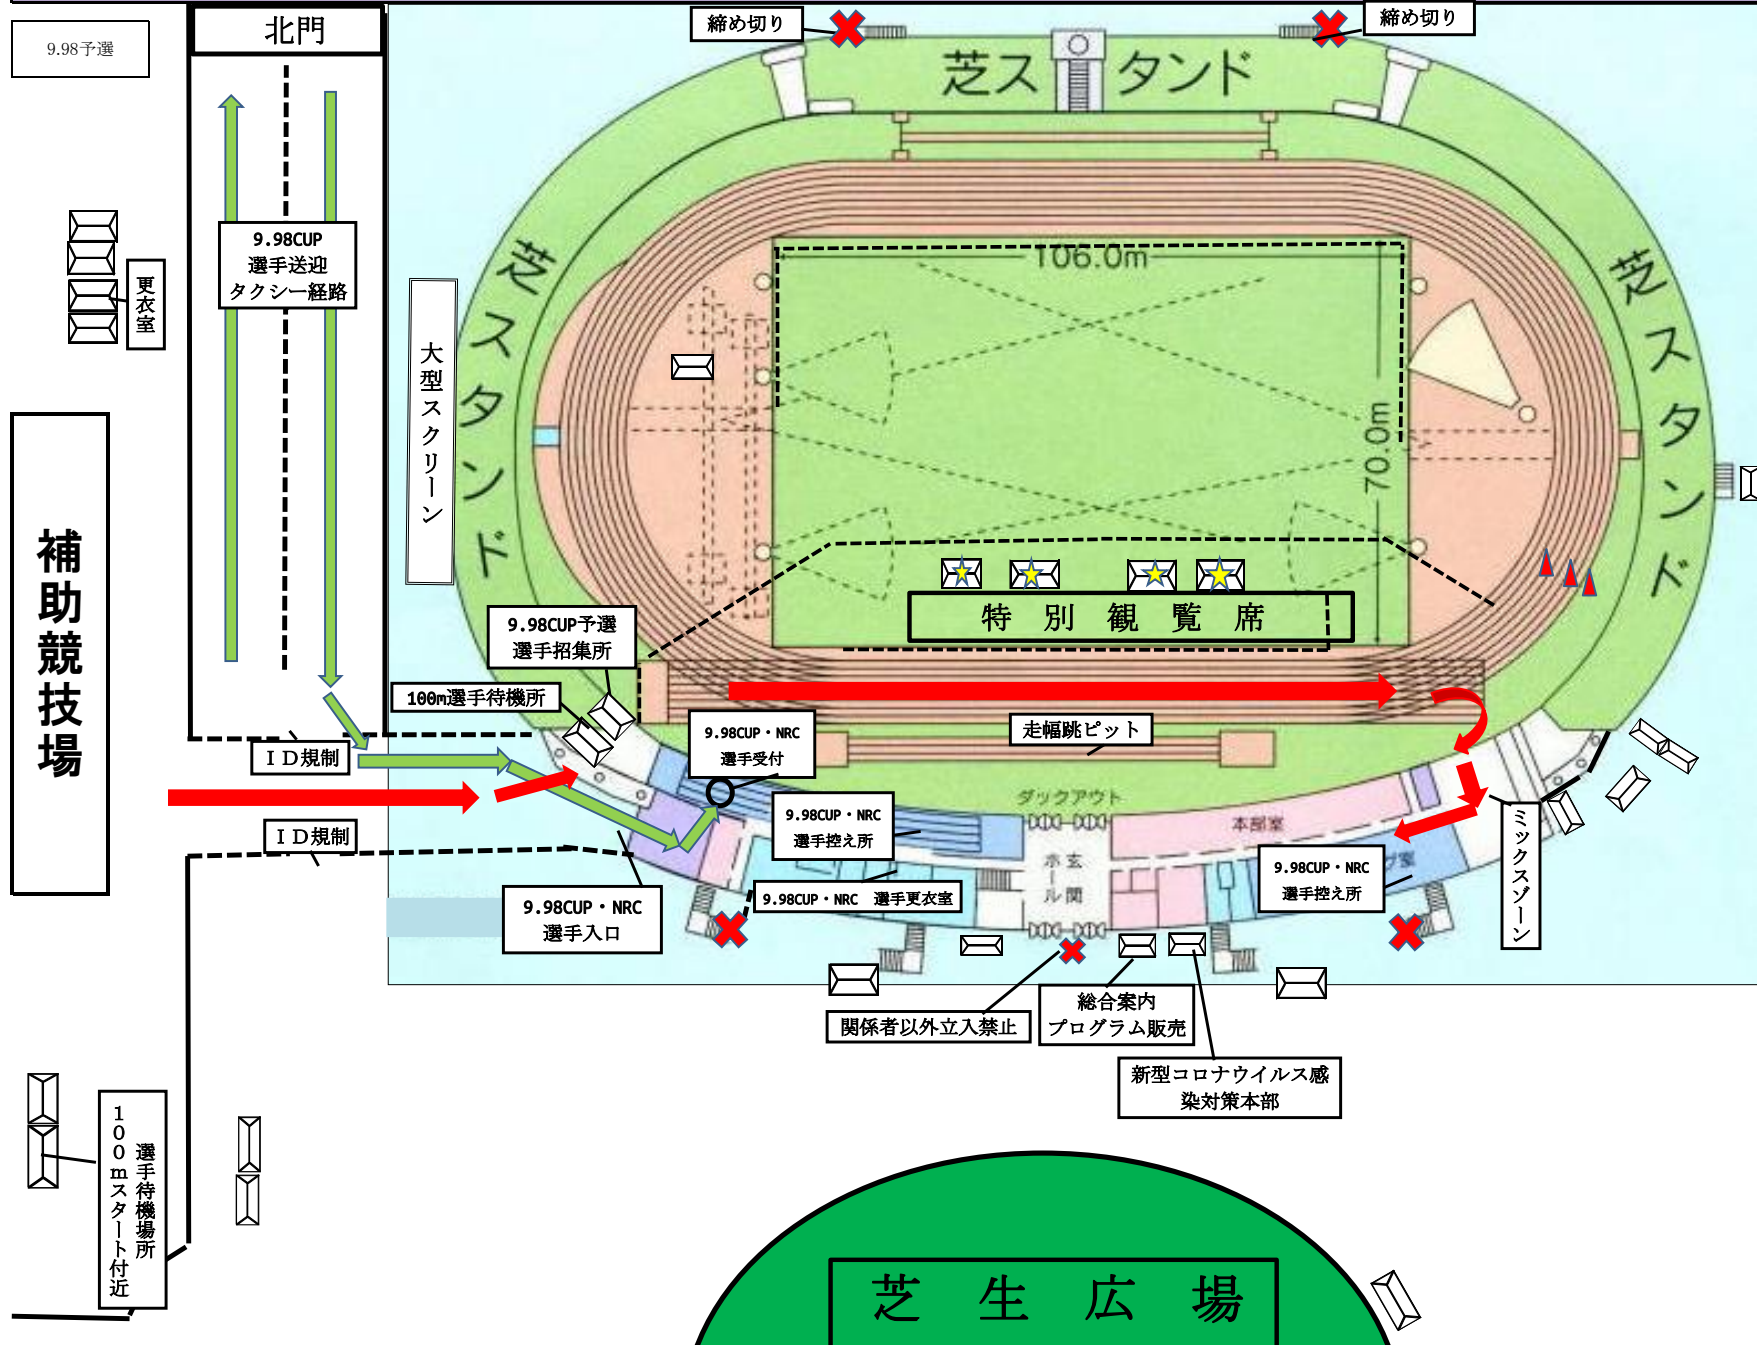 9.98予選
北門
締め切り
締め切り
芝スタンド
9.98CUP
選手送迎
タクシー経路
更衣室
大型スクリーン
芝スタンド
芝スタンド
106.0m
70.0m
補助競技場
特別観覧席
9.98CUP予選
選手招集所
100m選手待機所
9.98CUP・NRC
選手受付
走幅跳ピット
ＩＤ規制
ＩＤ規制
ダックアウト
本部室
9.98CUP・NRC
選手控え所
玄関
ホール
9.98CUP・NRC　選手更衣室
9.98CUP・NRC
選手控え所
室
ミックスゾーン
9.98CUP・NRC
選手入口
関係者以外立入禁止
総合案内
プログラム販売
新型コロナウイルス感
染対策本部
選手待機場所
１００ｍスタート付近
芝生広場